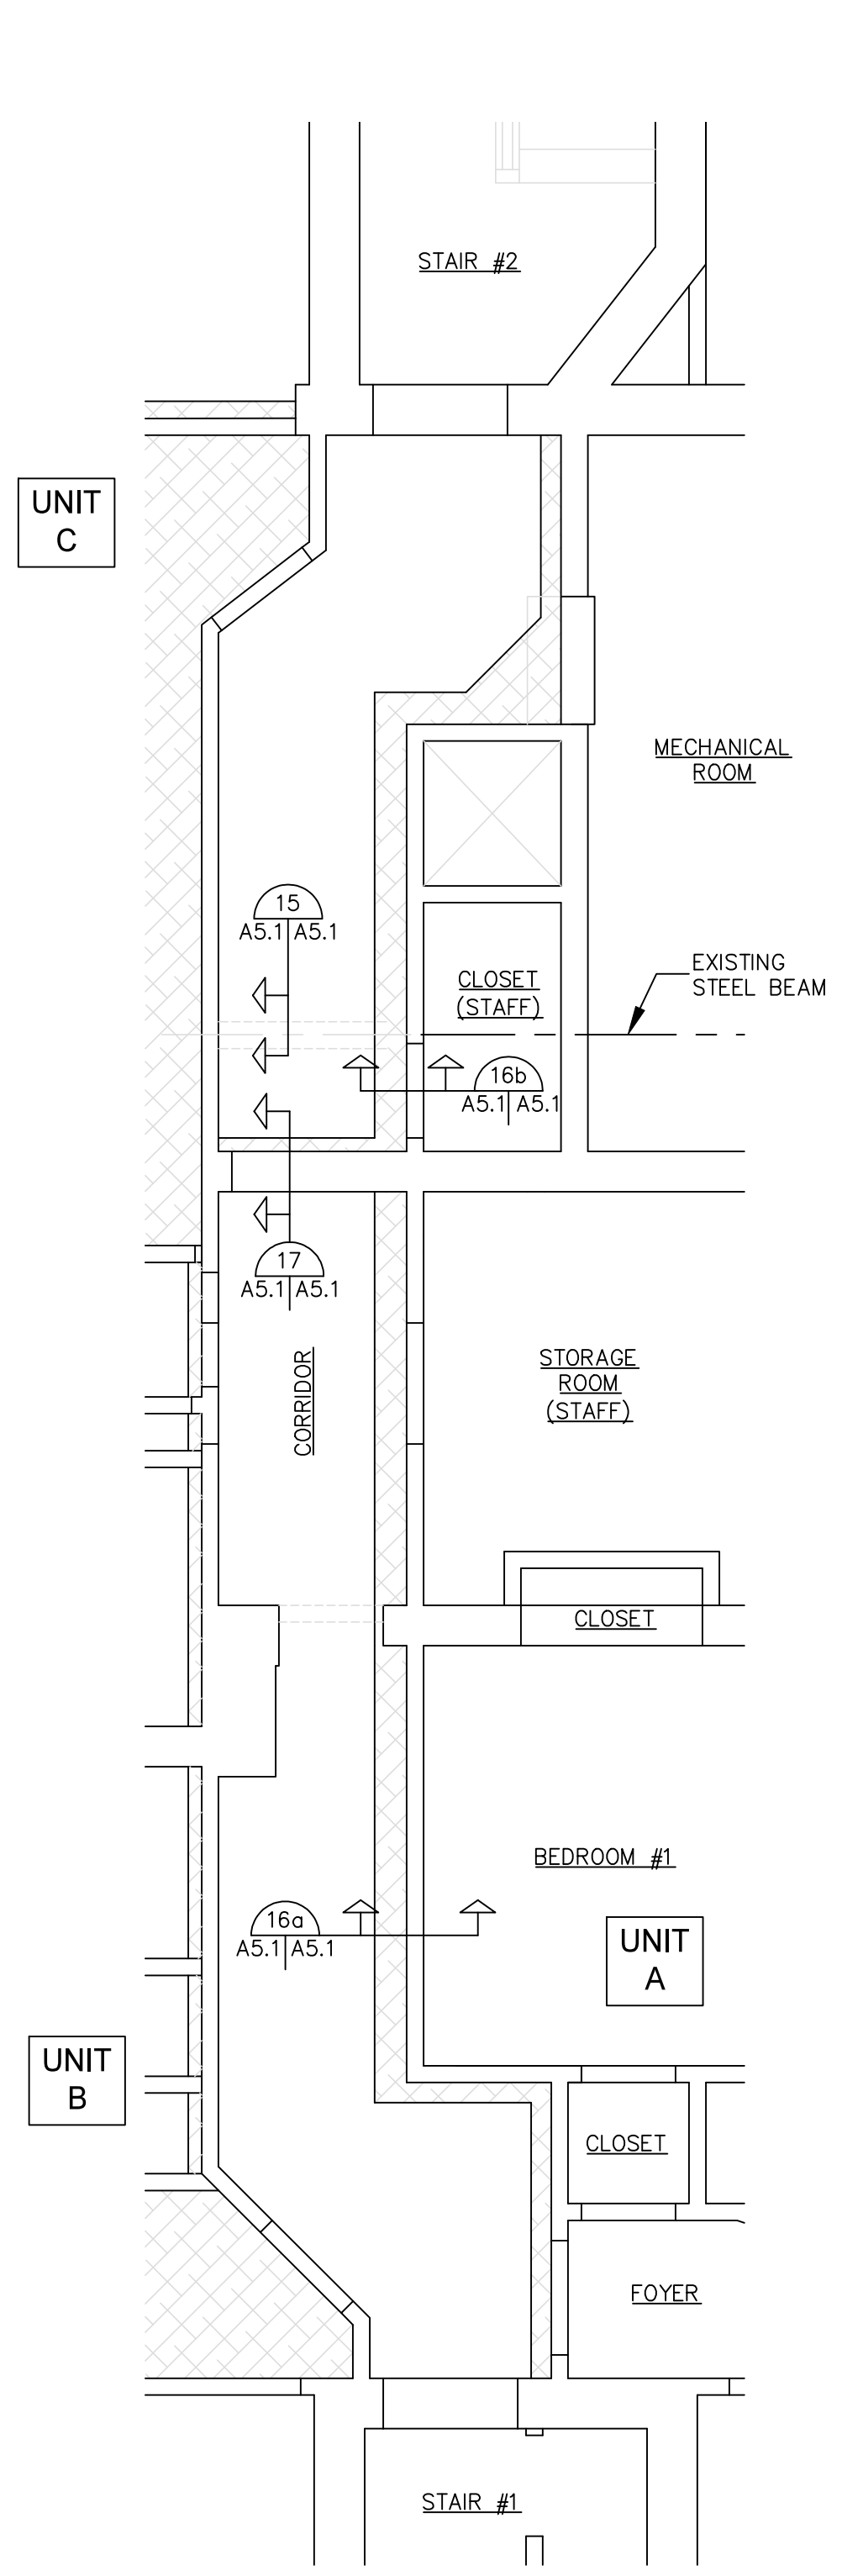 STAIR #2
UNIT
C
MECHANICAL
ROOM
15
A5.1 A5.1
EXISTING
STEEL BEAM
CLOSET
(STAFF)
16b
A5.1 A5.1
17
A5.1 A5.1
CORRIDOR
STORAGE
ROOM
(STAFF)
CLOSET
BEDROOM #1
16a
A5.1 A5.1
UNIT
A
UNIT
B
CLOSET
FOYER
STAIR #1